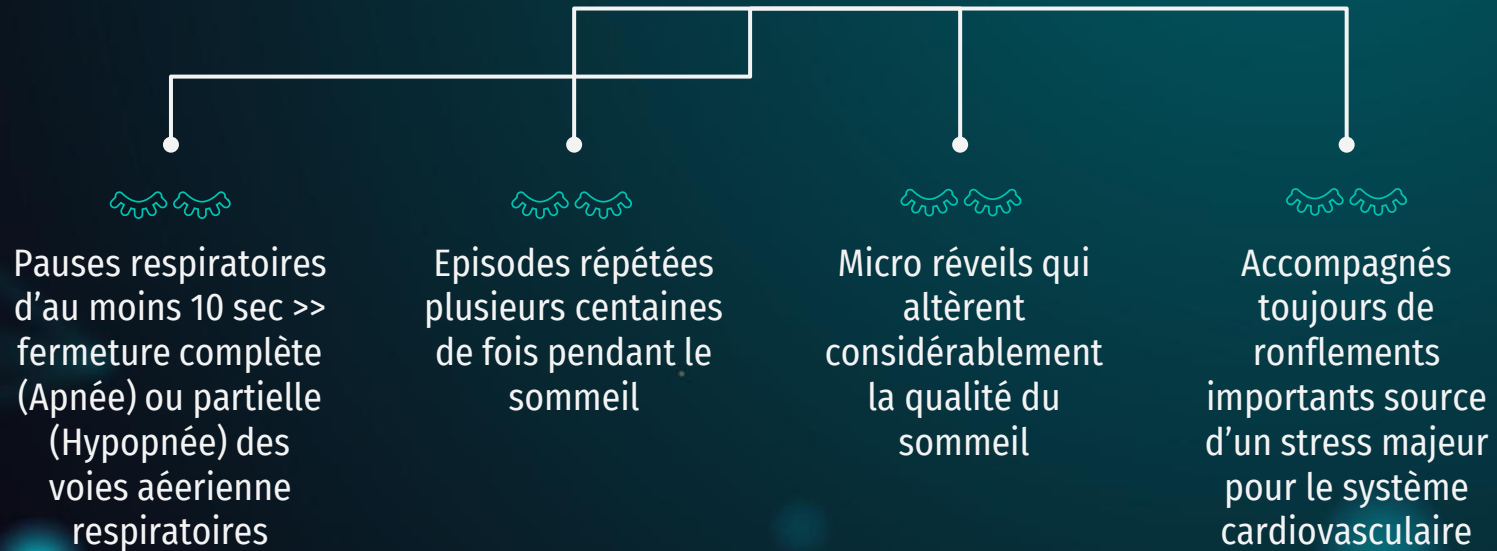 Pauses respiratoires
d'au moins 10 sec >>
fermeture complète
(Apnée) ou partielle
(Hypopnée) des
voies aéerienne
respiratoires
Episodes répétées
plusieurs centaines
de fois pendant le
sommeil
Micro réveils qui
altèrent
considérablement
la qualité du
sommeil
Accompagnés
toujours de
ronflements
importants source
d'un stress majeur
pour le système
cardiovasculaire